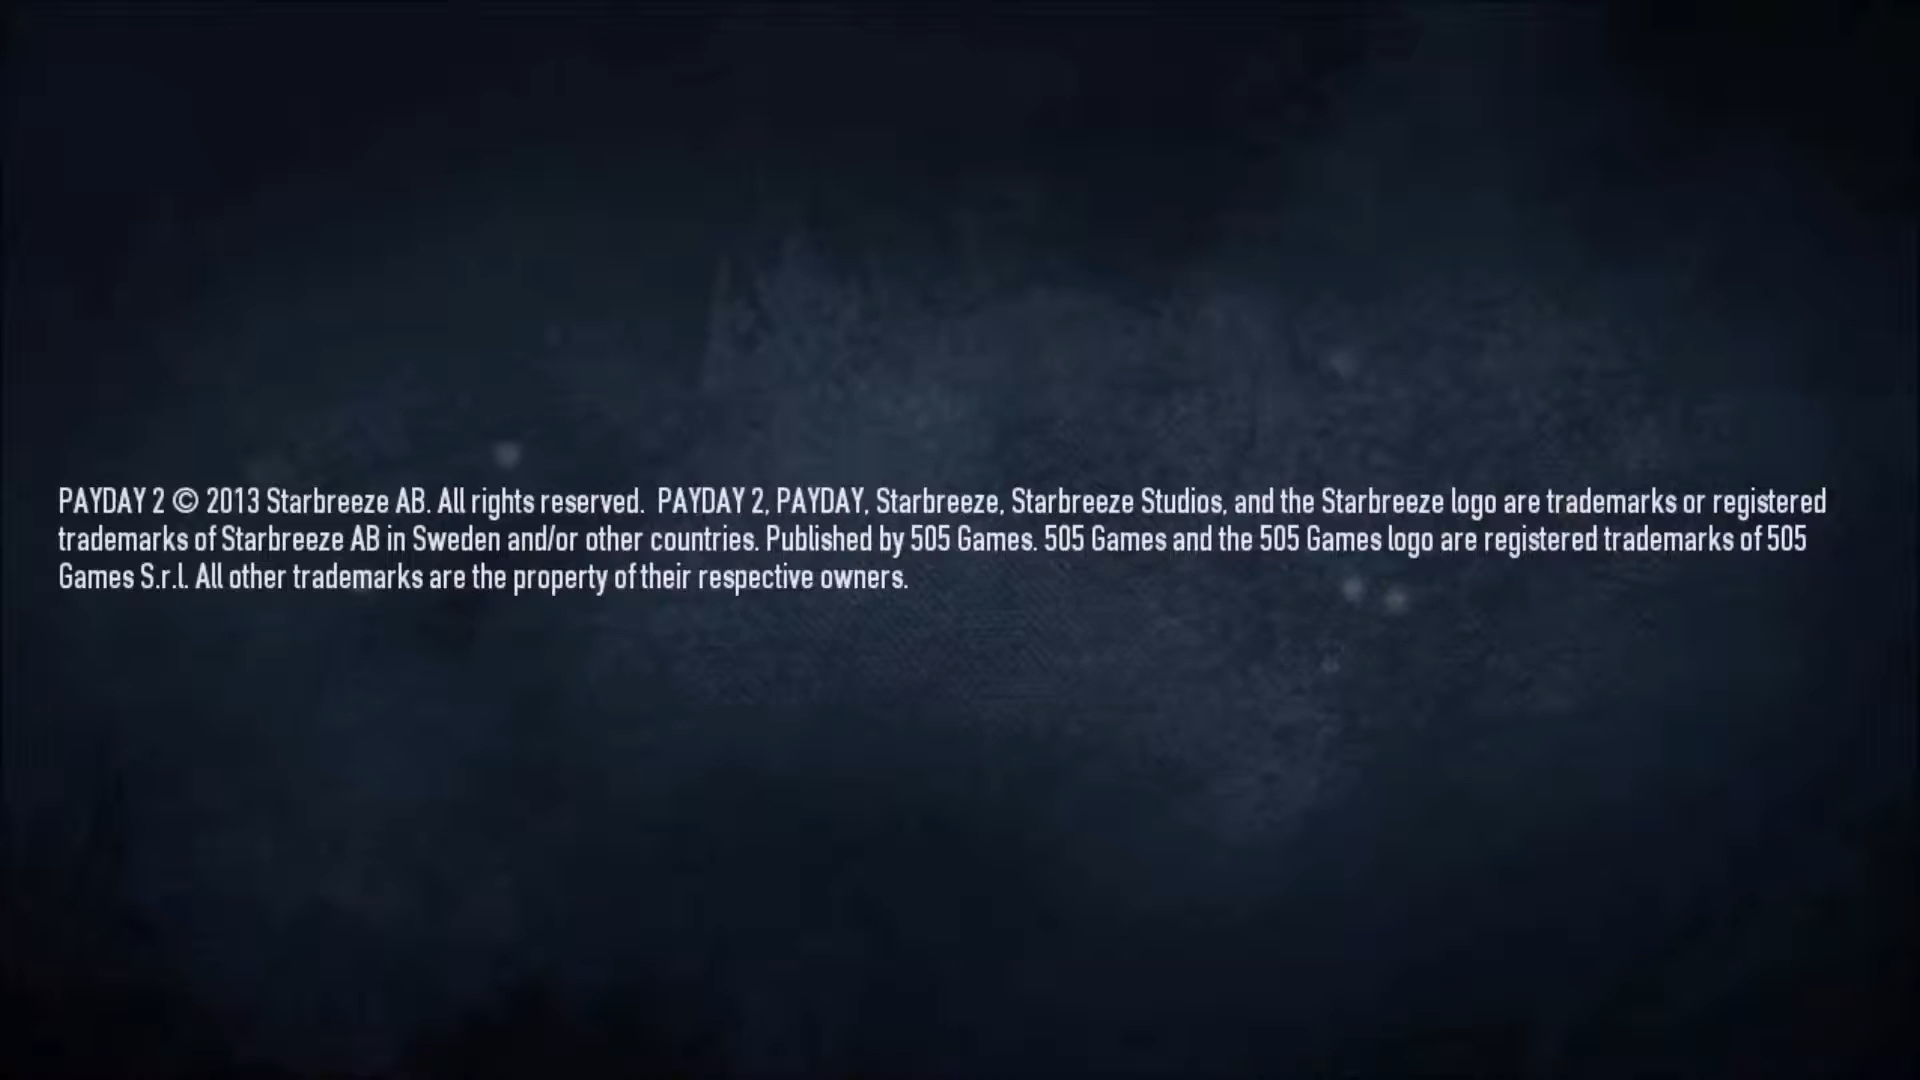 PAYDAY 2 © 2013 Starbreeze AB. All rights reserved.  PAYDAY 2, PAYDAY, Starbreeze, Starbreeze Studios, and the Starbreeze logo are trademarks or registered
trademarks of Starbreeze AB in Sweden and/or other countries. Published by 505 Games. 505 Games and the 505 Games logo are registered trademarks of 505
Games S.r.l. All other trademarks are the property of their respective owners.